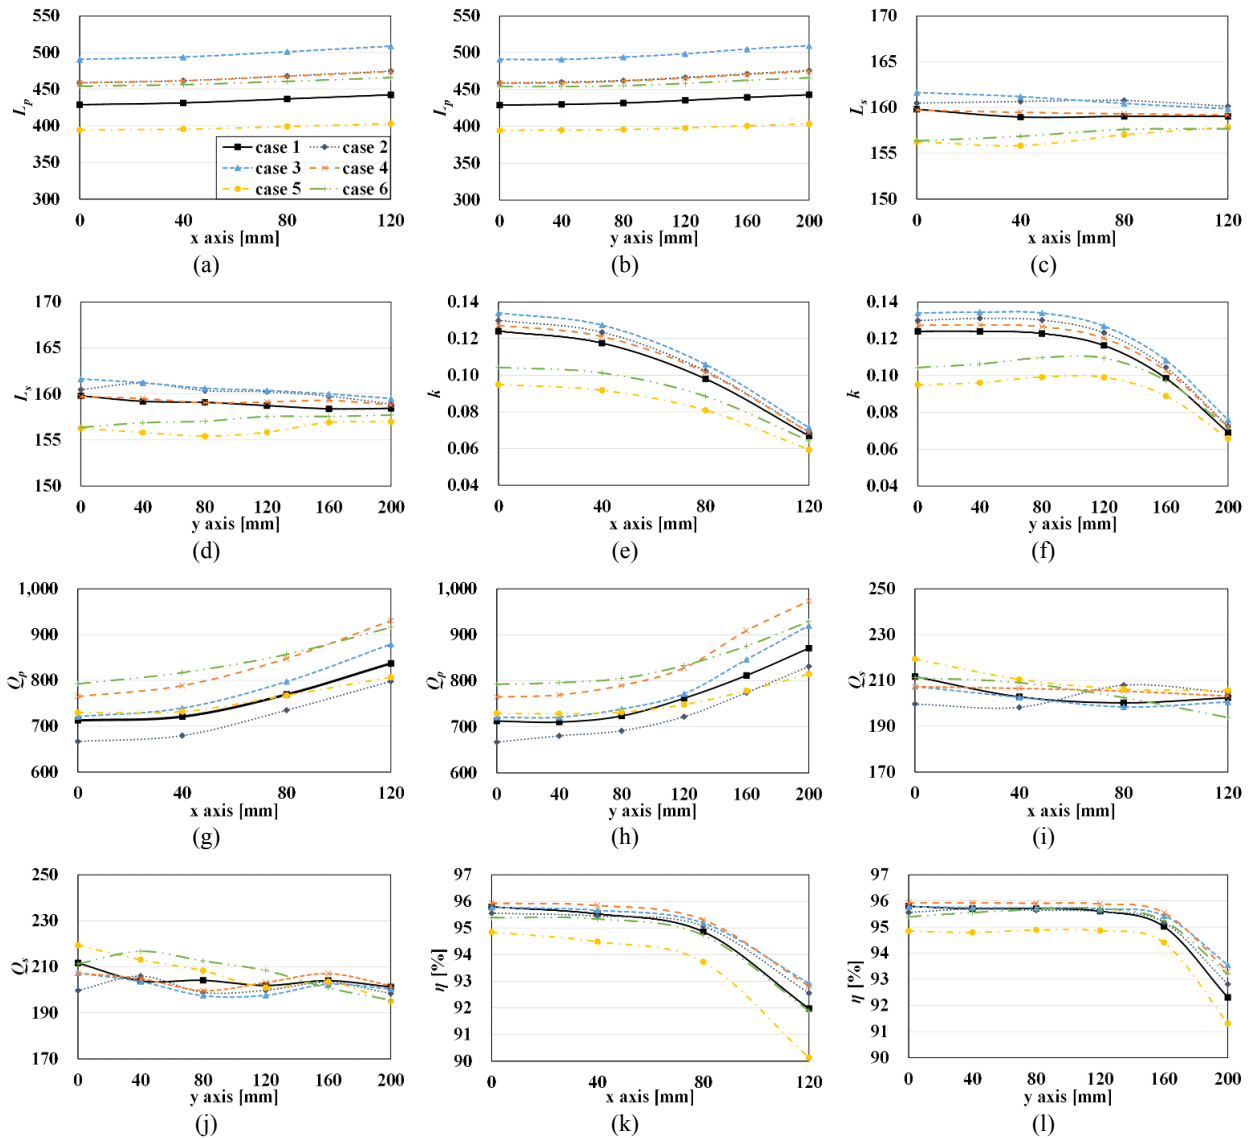 550
500
450
400
350
300
L_p
case 1 case 2
case 3 case 4
case 5 case 6
0 40 80 120
x axis [mm]
(a)
550
500
450
400
350
300
L_p
0 40 80 120 160 200
y axis [mm]
(b)
170
165
160
155
150
L_s
0 40 80 120
x axis [mm]
(c)
170
165
160
155
150
L_s
0 40 80 120 160 200
y axis [mm]
(d)
0.14
0.12
0.10
0.08
0.06
0.04
k
0 40 80 120
x axis [mm]
(e)
0.14
0.12
0.10
0.08
0.06
0.04
k
0 40 80 120 160 200
y axis [mm]
(f)
1,000
900
800
700
600
Q_p
0 40 80 120
x axis [mm]
(g)
1,000
900
800
700
600
Q_p
0 40 80 120 160 200
y axis [mm]
(h)
250
230
210
190
170
Q_s
0 40 80 120
x axis [mm]
(i)
250
230
210
190
170
Q_s
0 40 80 120 160 200
y axis [mm]
(j)
97
96
95
94
93
92
91
90
η [%]
0 40 80 120
x axis [mm]
(k)
97
96
95
94
93
92
91
90
η [%]
0 40 80 120 160 200
y axis [mm]
(l)